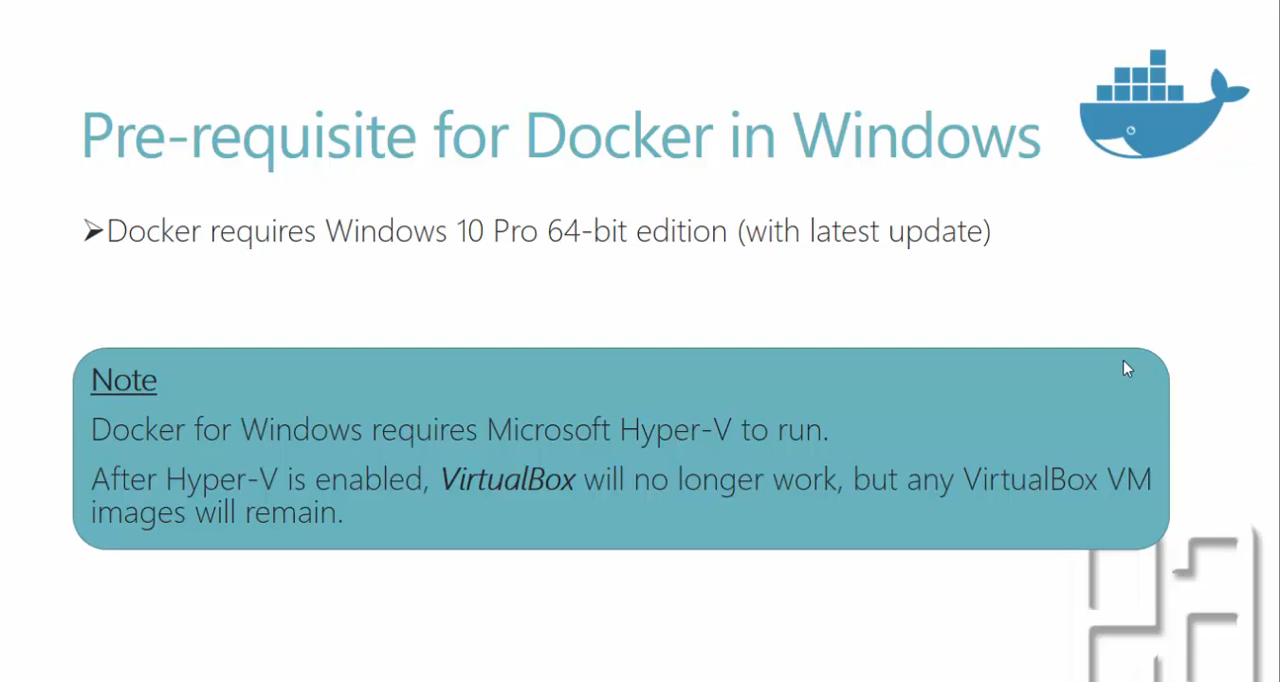 Pre-requisite for Docker in Windows
➢Docker requires Windows 10 Pro 64-bit edition (with latest update)
Note
Docker for Windows requires Microsoft Hyper-V to run.
After Hyper-V is enabled, VirtualBox will no longer work, but any VirtualBox VM
images will remain.